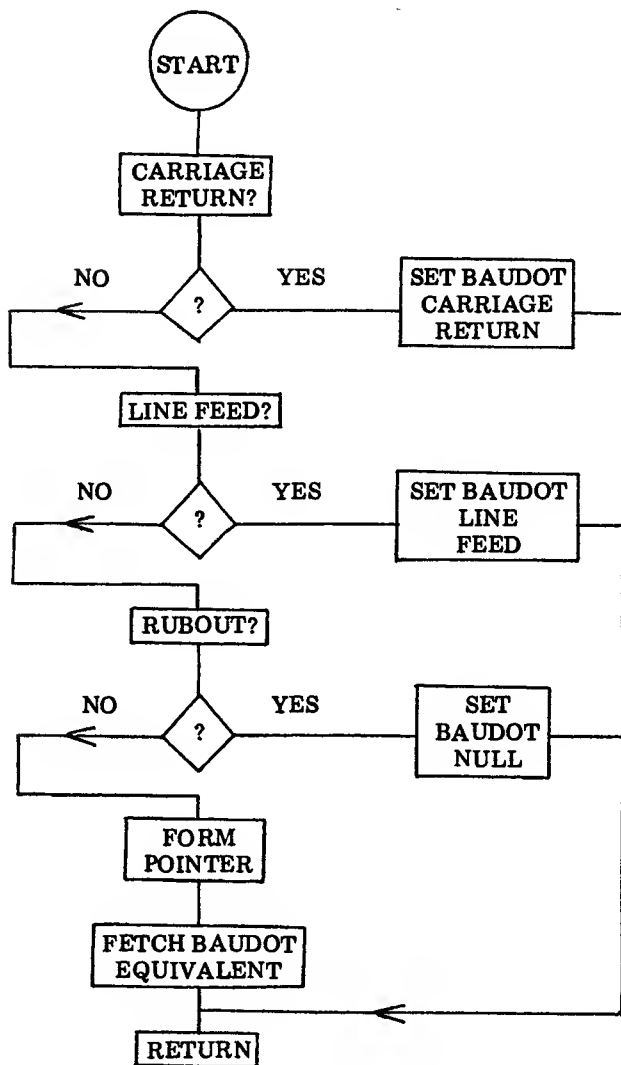 START
CARRIAGE
RETURN?
NO
?
YES
SET BAUDOT
CARRIAGE
RETURN
LINE FEED?
NO
?
YES
SET BAUDOT
LINE
FEED
RUBOUT?
NO
?
YES
SET
BAUDOT
NULL
FORM
POINTER
FETCH BAUDOT
EQUIVALENT
RETURN